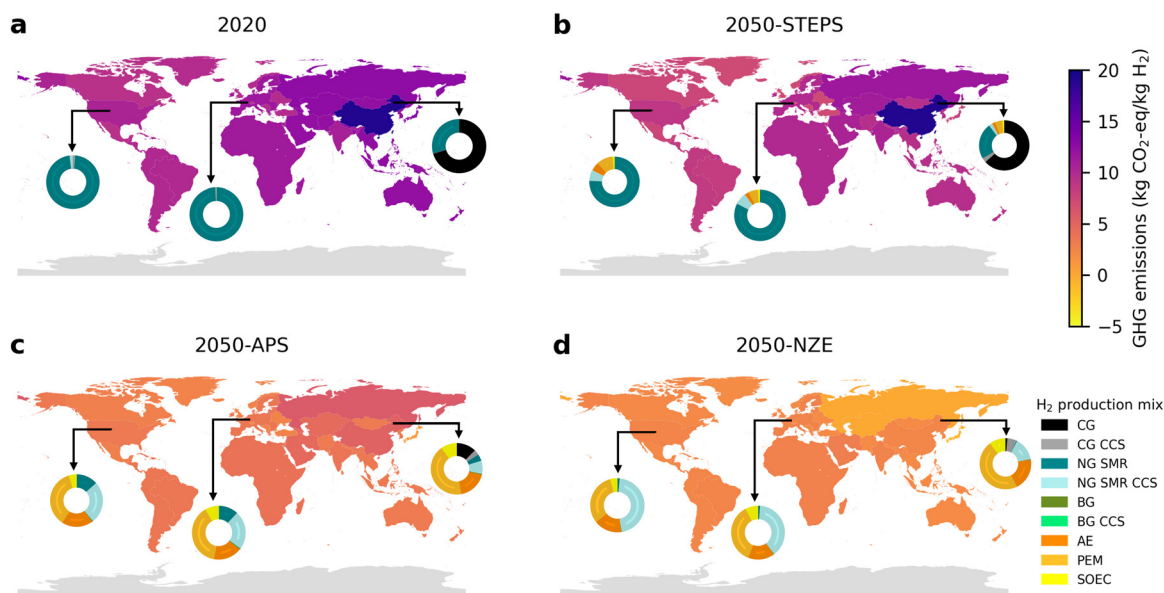 a
2020
b
2050-STEPS
20
15
10
5
0
−5
GHG emissions (kg CO₂-eq/kg H₂)
c
2050-APS
d
2050-NZE
H₂ production mix
CG
CG CCS
NG SMR
NG SMR CCS
BG
BG CCS
AE
PEM
SOEC